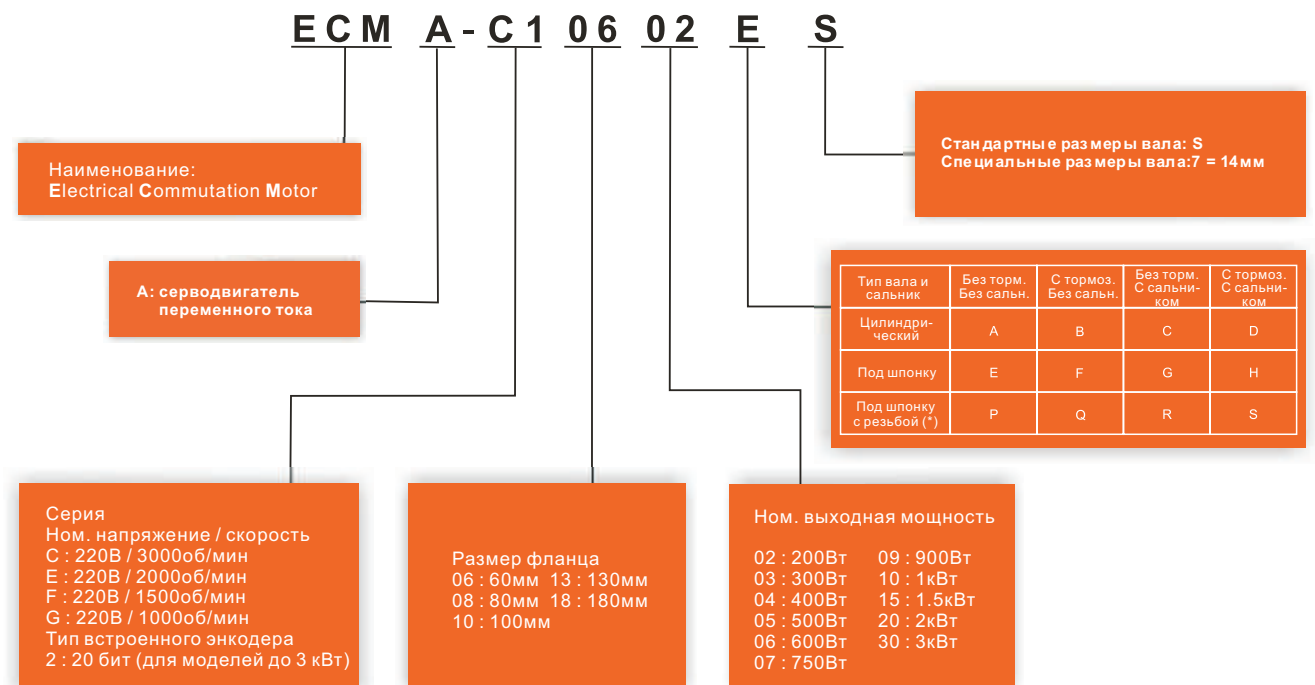 ECMA-C10602ES
Наименование:
Electrical Commutation Motor
Стандартные размеры вала: S
Специальные размеры вала:7 = 14мм
А: серводвигатель
переменного тока
Тип вала и
сальник
Без торм.
Без сальн.
С тормоз.
Без сальн.
Без торм.
С сальни-
ком
С тормоз.
С сальни-
ком
Цилиндри-
ческий
A
B
C
D
Под шпонку
E
F
G
H
Под шпонку
с резьбой (*)
P
Q
R
S
Серия
Ном. напряжение / скорость
C : 220В / 3000об/мин
E : 220В / 2000об/мин
F : 220В / 1500об/мин
G : 220В / 1000об/мин
Тип встроенного энкодера
2 : 20 бит (для моделей до 3 кВт)
Размер фланца
06 : 60мм 13 : 130мм
08 : 80мм 18 : 180мм
10 : 100мм
Ном. выходная мощность
02 : 200Вт 09 : 900Вт
03 : 300Вт 10 : 1кВт
04 : 400Вт 15 : 1.5кВт
05 : 500Вт 20 : 2кВт
06 : 600Вт 30 : 3кВт
07 : 750Вт